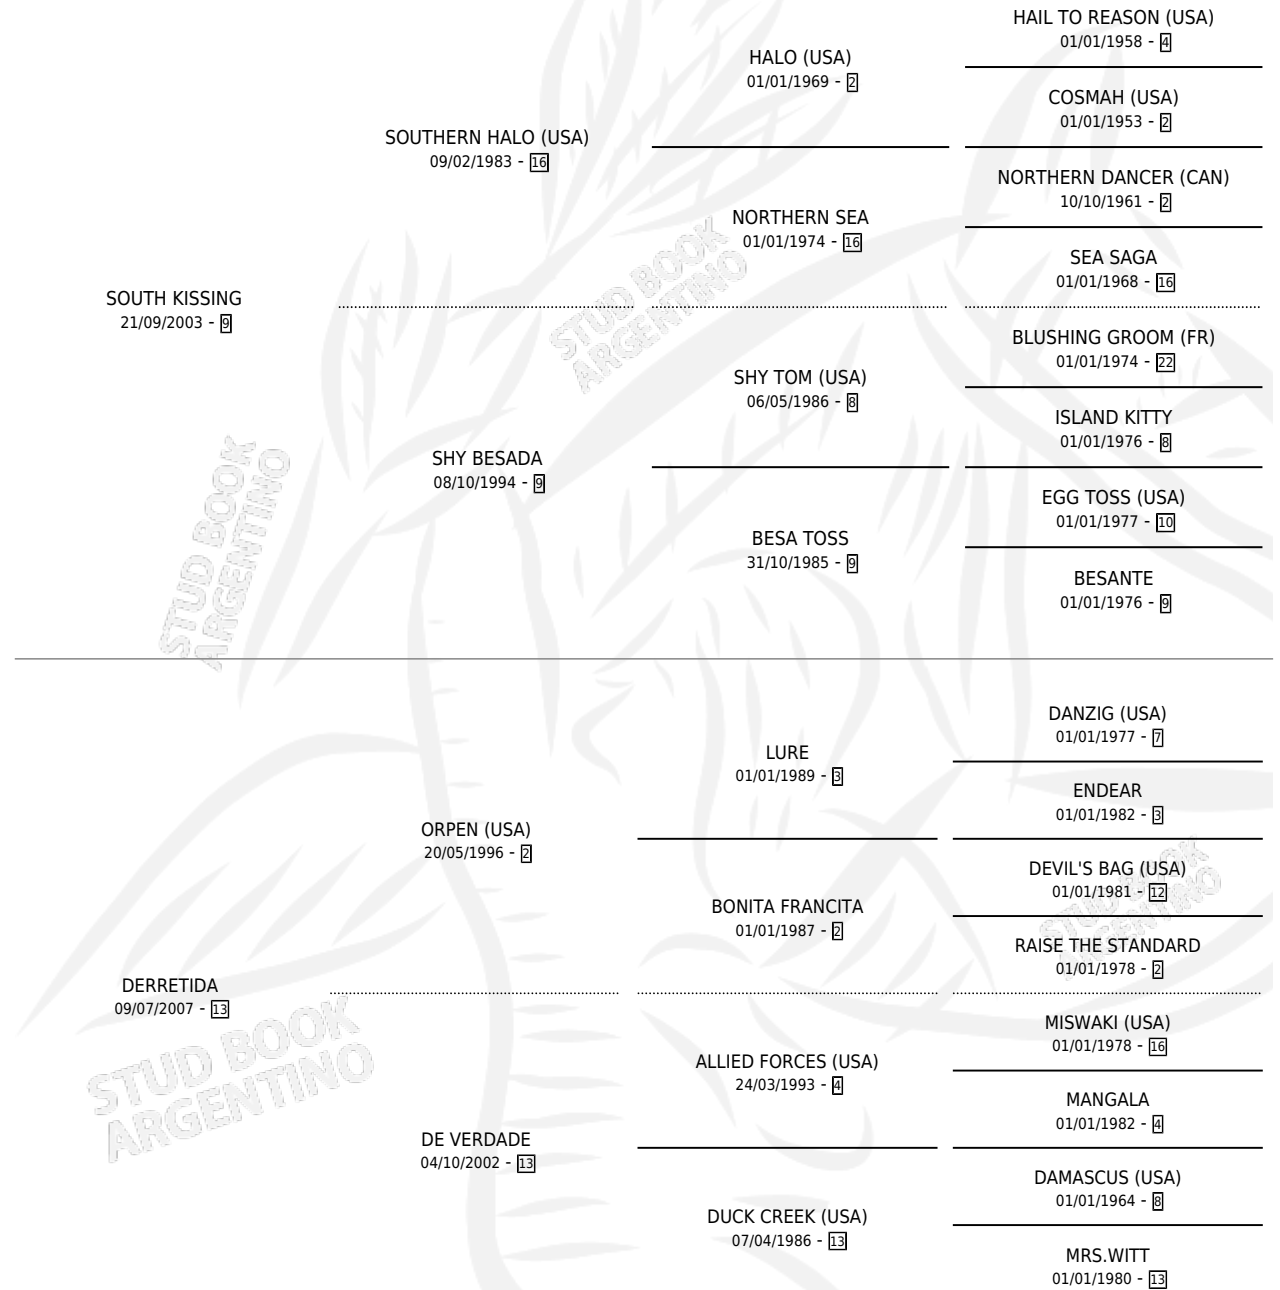 HAIL TO REASON (USA)
01/01/1958 - 4
HALO (USA)
01/01/1969 - 2
COSMAH (USA)
01/01/1953 - 2
SOUTHERN HALO (USA)
09/02/1983 - 16
NORTHERN DANCER (CAN)
10/10/1961 - 2
NORTHERN SEA
01/01/1974 - 16
SEA SAGA
01/01/1968 - 16
SOUTH KISSING
21/09/2003 - 9
BLUSHING GROOM (FR)
01/01/1974 - 22
SHY TOM (USA)
06/05/1986 - 8
ISLAND KITTY
01/01/1976 - 8
SHY BESADA
08/10/1994 - 9
EGG TOSS (USA)
01/01/1977 - 10
BESA TOSS
31/10/1985 - 9
BESANTE
01/01/1976 - 9
DANZIG (USA)
01/01/1977 - 7
LURE
01/01/1989 - 3
ENDEAR
01/01/1982 - 3
ORPEN (USA)
20/05/1996 - 2
DEVIL'S BAG (USA)
01/01/1981 - 12
BONITA FRANCITA
01/01/1987 - 2
RAISE THE STANDARD
01/01/1978 - 2
DERRETIDA
09/07/2007 - 13
MISWAKI (USA)
01/01/1978 - 16
ALLIED FORCES (USA)
24/03/1993 - 4
MANGALA
01/01/1982 - 4
DE VERDADE
04/10/2002 - 13
DAMASCUS (USA)
01/01/1964 - 8
DUCK CREEK (USA)
07/04/1986 - 13
MRS.WITT
01/01/1980 - 13
STUD BOOK
ARGENTINO
STUD BOOK
ARGENTINO
STUD BOOK
ARGENTINO
STUD BOOK
ARGENTINO